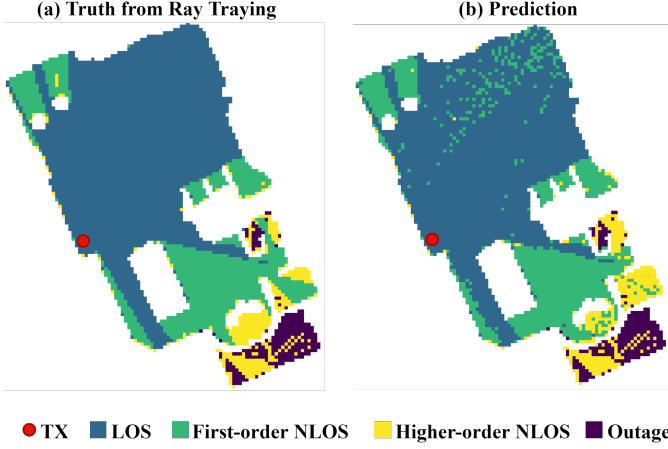 (a) Truth from Ray Traying
(b) Prediction
TX
LOS
First-order NLOS
Higher-order NLOS
Outage